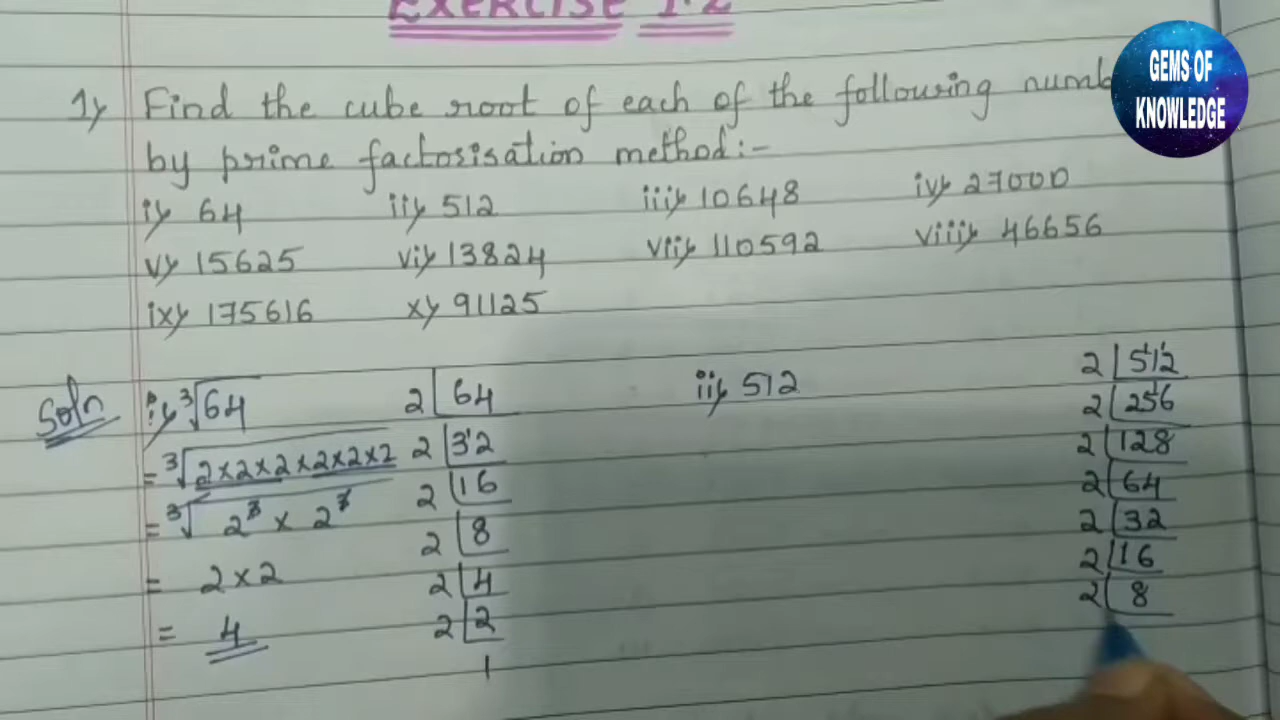 EXERCISE 1.2
GEMS OF
KNOWLEDGE
1) Find the cube root of each of the following numb
by prime factorisation method:-
i) 64 ii) 512 iii) 10648 iv) 27000
v) 15625 vi) 13824 vii) 110592 viii) 46656
ix) 175616 x) 91125
Soln i) ³√64
= ³√2×2×2×2×2×2
= ³√2³ × 2³
= 2×2
= 4
2 | 64
2 | 32
2 | 16
2 | 8
2 | 4
2 | 2
1
ii) 512
2 | 512
2 | 256
2 | 128
2 | 64
2 | 32
2 | 16
2 | 8